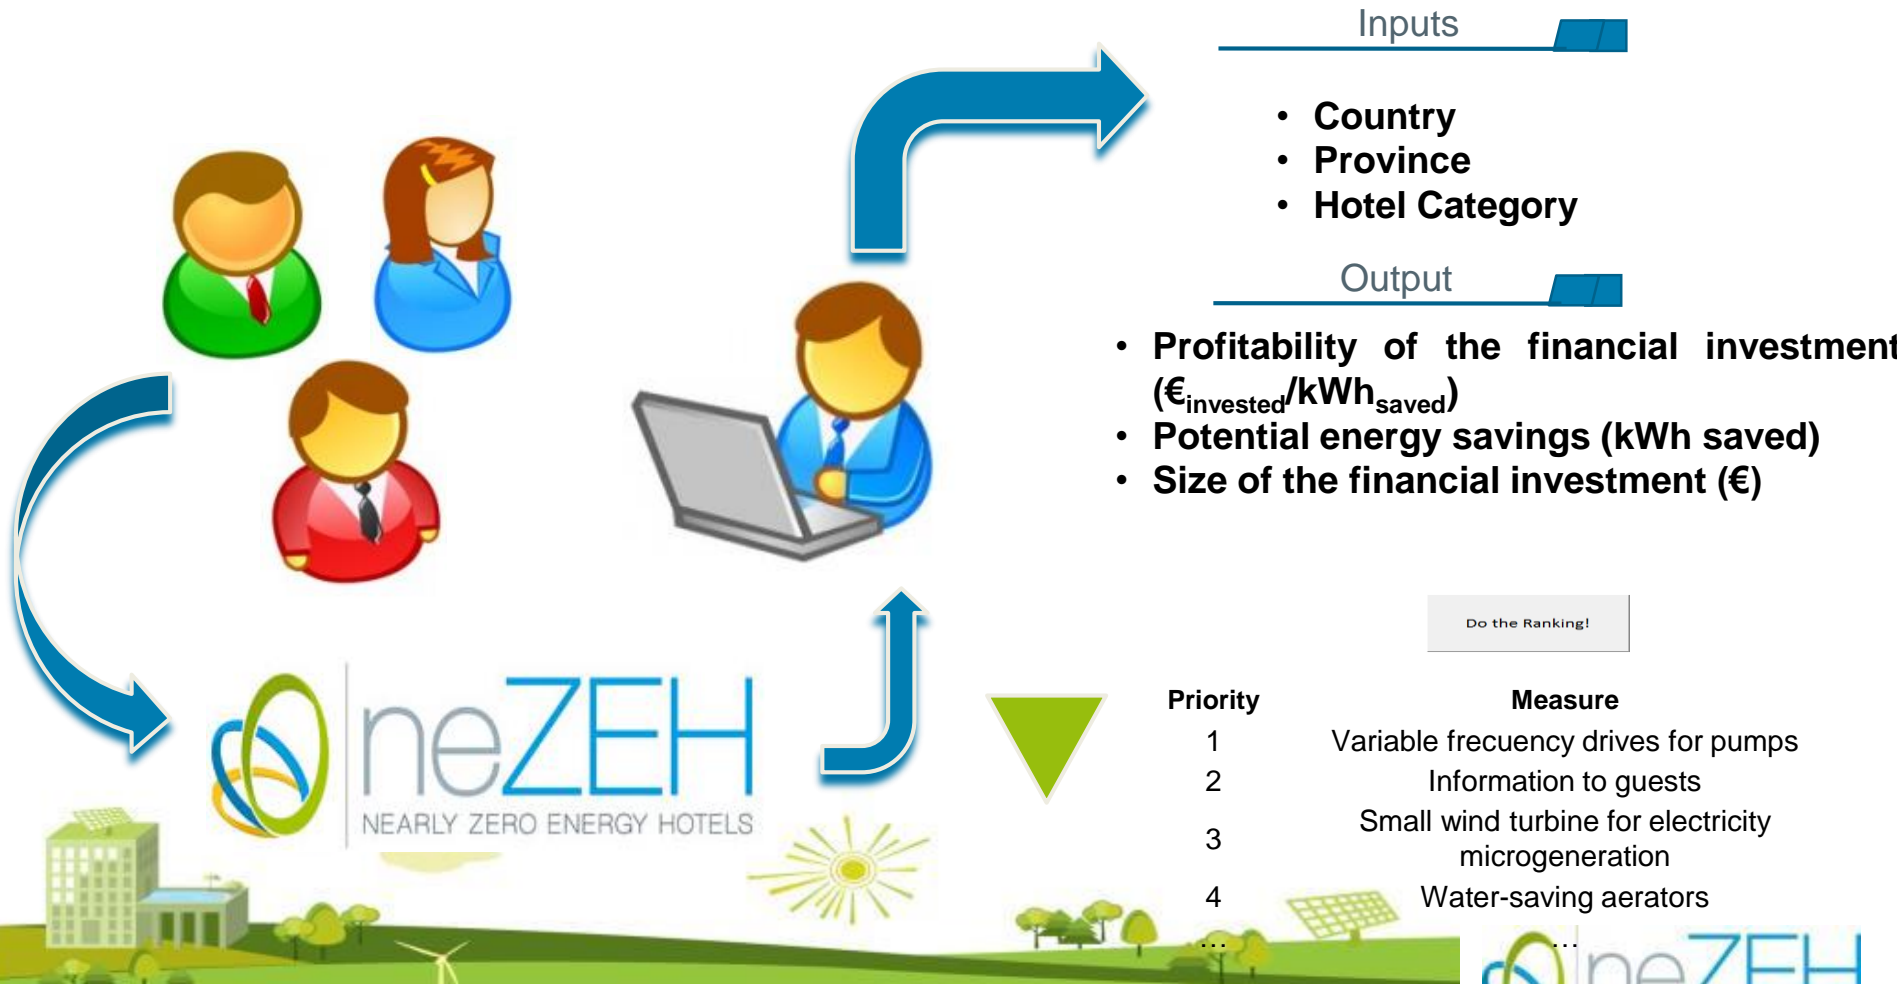 Inputs
• Country
• Province
• Hotel Category
Output
• Profitability of the financial investment
(€invested/kWhsaved)
• Potential energy savings (kWh saved)
• Size of the financial investment (€)
Do the Ranking!
Priority Measure
1 Variable frecuency drives for pumps
2 Information to guests
3 Small wind turbine for electricity
microgeneration
4 Water-saving aerators
… …
neZEH
NEARLY ZERO ENERGY HOTELS
neZEH